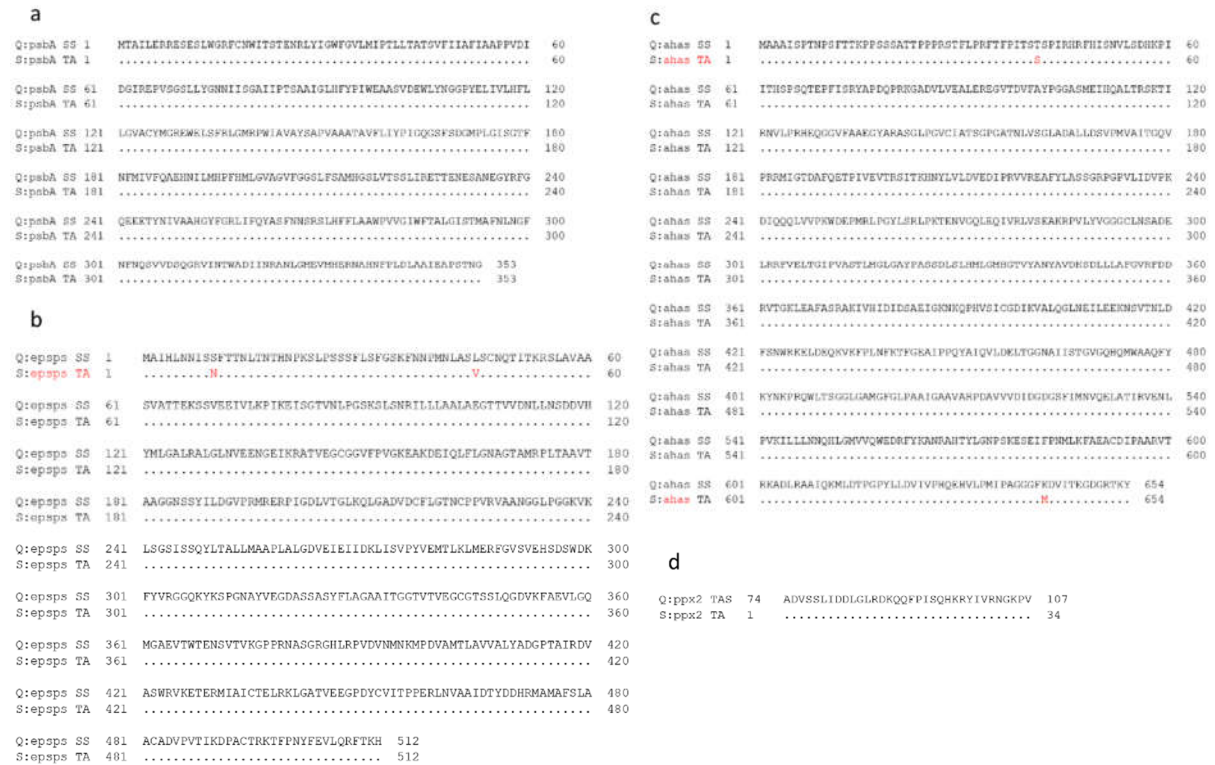 a
Q:psbA SS 1 MTAILERRESESLWGRFCNWITSTENRLYIGWFGVLMIPTLLTATSVFIIAFIAAPPVDI 60
S:psbA TA 1 ............................................................ 60
Q:psbA SS 61 DGIREPVSGSLLYGNNIISGAIIPTSAAIGLHFYPIWEAASVDEWLYNGGPYELIVLHFL 120
S:psbA TA 61 ............................................................ 120
Q:psbA SS 121 LGVACYMGREWELSFRLGMRPWIAVAYSAPVAAATAVFLIYPIGQGSFSDGMPLGISGTF 180
S:psbA TA 121 ............................................................ 180
Q:psbA SS 181 NFMIVFQAEHNILMHPFHMLGVAGVFGGSLFSAMHGSLVTSSLIRETTENESANEGYRFG 240
S:psbA TA 181 ............................................................ 240
Q:psbA SS 241 QEEETYNIVAAHGYFGRLIFQYASFNNSRSLHFFLAAWPVVGIWFTALGISTMAFNLNGF 300
S:psbA TA 241 ............................................................ 300
Q:psbA SS 301 NFNQSVVDSQGRVINTWADIINRANLGMEVMHERNAHNFPLDLAAIEAPSTNG 353
S:psbA TA 301 ..................................................... 353
b
Q:epsps SS 1 MAIHLNNISSFTTNLTNTHNPKSLPSSSFLSFGSKFNNPMNLASLSCNQTITKRSLAVAA 60
S:epsps TA 1 .........N..................................V............... 60
Q:epsps SS 61 SVATTEKSSVEEIVLKPIKEISGTVNLPGSKSLSNRILLLAALAEGTTVVDNLLNSDDVH 120
S:epsps TA 61 ............................................................ 120
Q:epsps SS 121 YMLGALRALGLNVEENGEIKRATVEGCGGVFPVGKEAKDEIQLFLGNAGTAMRPLTAAVT 180
S:epsps TA 121 ............................................................ 180
Q:epsps SS 181 AAGGNSSYILDGVPRMRERPIGDLVTGLKQLGADVDCFLGTNCPPVRVAANGGLPGGKVK 240
S:epsps TA 181 ............................................................ 240
Q:epsps SS 241 LSGSISSQYLTALLMAAPLALGDVEIEIIDKLISVPYVEMTLKLMERFGVSVEHSDSWDK 300
S:epsps TA 241 ............................................................ 300
Q:epsps SS 301 FYVRGGQKYKSPGNAYVEGDASSASYFLAGAAITGGTVTVEGCGTSSLQGDVKFAEVLGQ 360
S:epsps TA 301 ............................................................ 360
Q:epsps SS 361 MGAEVTWTENSVTVKGPPRNASGRGHLRPVDVNMNKMPDVAMTLAVVALYADGPTAIRDV 420
S:epsps TA 361 ............................................................ 420
Q:epsps SS 421 ASWRVKETERMIAICTELRKLGATVEEGPDYCVITPPERLNVAAIDTYDDHRMAMAFSLA 480
S:epsps TA 421 ............................................................ 480
Q:epsps SS 481 ACADVPVTIKDPACTRKTFPNYFEVLQRFTKH 512
S:epsps TA 481 ................................ 512
c
Q:ahas SS 1 MAAAISPTNPSFTTKPPSSSATTPPPRSTFLPRFTFPITSTSPIRHRFHISNVLSDHKPI 60
S:ahas TA 1 ........................................S................... 60
Q:ahas SS 61 ITHSPSQTEPFISRYAPDQPRKGADVLVEALEREGVTDVFAYPGGASMEIHQALTRSKTI 120
S:ahas TA 61 ............................................................ 120
Q:ahas SS 121 RNVLPRHEQGGVFAAEGYARASGLPGVCIATSGPGATNLVSGLADALLDSVPMVAITGQV 180
S:ahas TA 121 ............................................................ 180
Q:ahas SS 181 PRRMIGTDAFQETPIVEVTRSITKHNYLVLDVEDIPRVVREAFYLASSGRPGPVLIDVPK 240
S:ahas TA 181 ............................................................ 240
Q:ahas SS 241 DIQQQLVVPKWDEPMRLPGYLSRLPKTENVGQLEQIVRLVSEAKRPVLYVGGGCLNSADE 300
S:ahas TA 241 ............................................................ 300
Q:ahas SS 301 LRRFVELTGIPVASTLMGLGAYPASSDLSLHMLGMHGTVYANYAVDKSDLLLAFGVRFDD 360
S:ahas TA 301 ............................................................ 360
Q:ahas SS 361 RVTGKLEAFASRAKIVHIDIDSAEIGKNKQPHVSICGDIKVALQGLNEILEEKNSVTNLD 420
S:ahas TA 361 ............................................................ 420
Q:ahas SS 421 FSNWRKELDEQKVKFPLNFKTFGEAIPPQYAIQVLDELTGGNAIISTGVGQHQMWAAQFY 480
S:ahas TA 421 ............................................................ 480
Q:ahas SS 481 KYNKPRQWLTSGGLGAMGFGLPAAIGAAVARPDAVVVDIDGDGSFIMNVQELATIRVENL 540
S:ahas TA 481 ............................................................ 540
Q:ahas SS 541 PVKILLLNNQHLGMVVQWEDRFYKANRAHTYLGNPSKESEIFPNMLKFAEACDIPAARVT 600
S:ahas TA 541 ............................................................ 600
Q:ahas SS 601 RKADLRAAIQKMLDTPGPYLLDVIVPHQEHVLPMIPAGGGFKDVITKGDGRTKY 654
S:ahas TA 601 .........................................M............ 654
d
Q:ppx2 TAS 74 ADVSSLIDDLGLRDKQQFPISQHKRYIVRNGKPV 107
S:ppx2 TA 1 .................................. 34